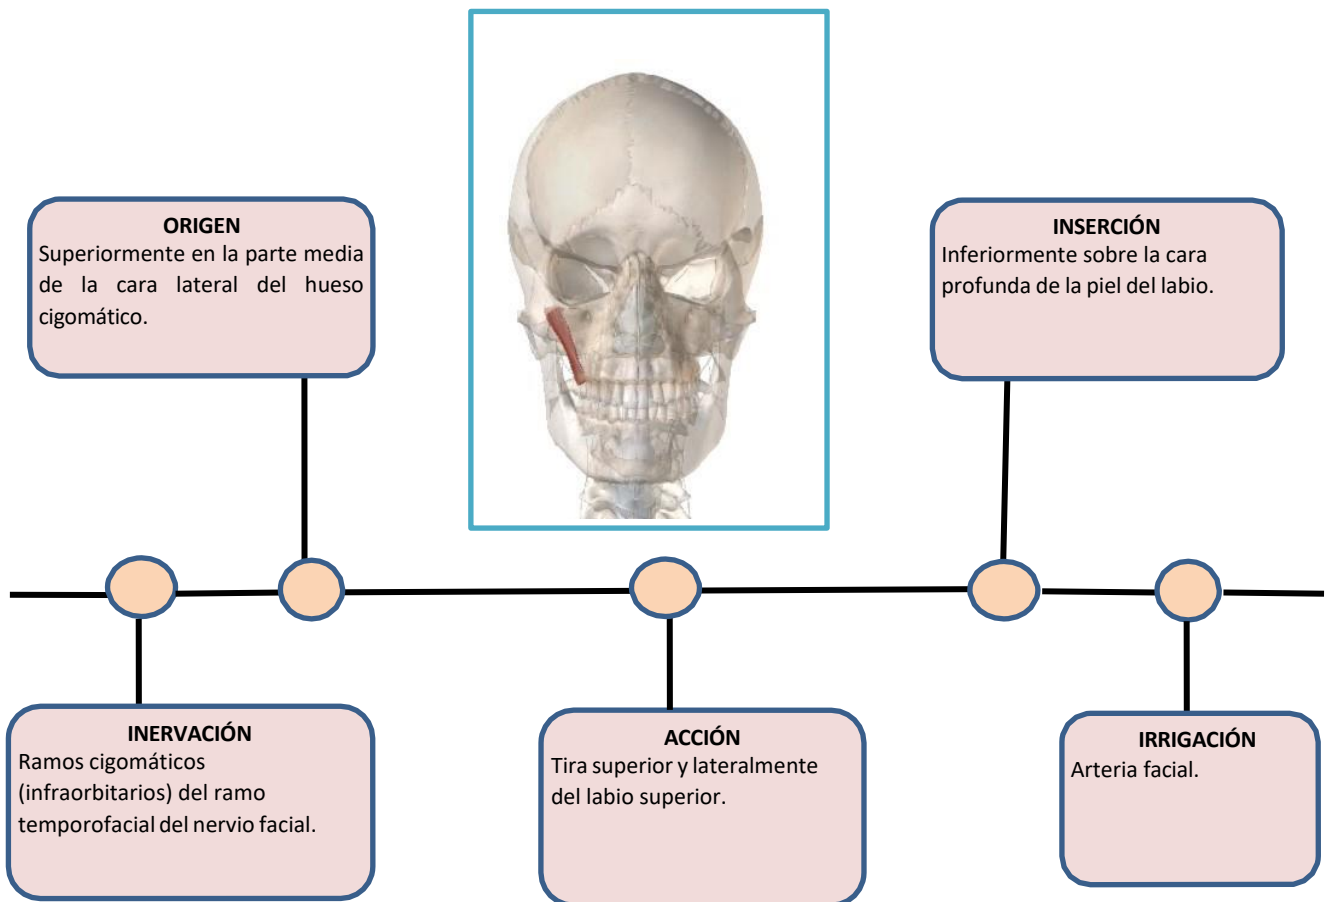 ORIGEN
Superiormente en la parte media
de la cara lateral del hueso
cigomático.
INSERCIÓN
Inferiormente sobre la cara
profunda de la piel del labio.
INERVACIÓN
Ramos cigomáticos
(infraorbitarios) del ramo
temporofacial del nervio facial.
ACCIÓN
Tira superior y lateralmente
del labio superior.
IRRIGACIÓN
Arteria facial.